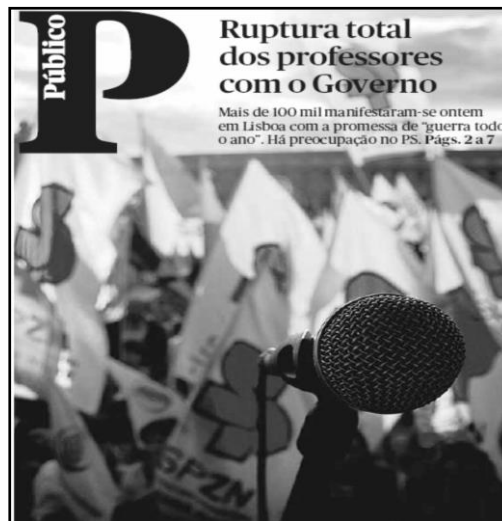 Público
P
Ruptura total
dos professores
com o Governo
Mais de 100 mil manifestaram-se ontem
em Lisboa com a promessa de "guerra todo
o ano". Há preocupação no PS. Págs. 2 a 7
SPZN